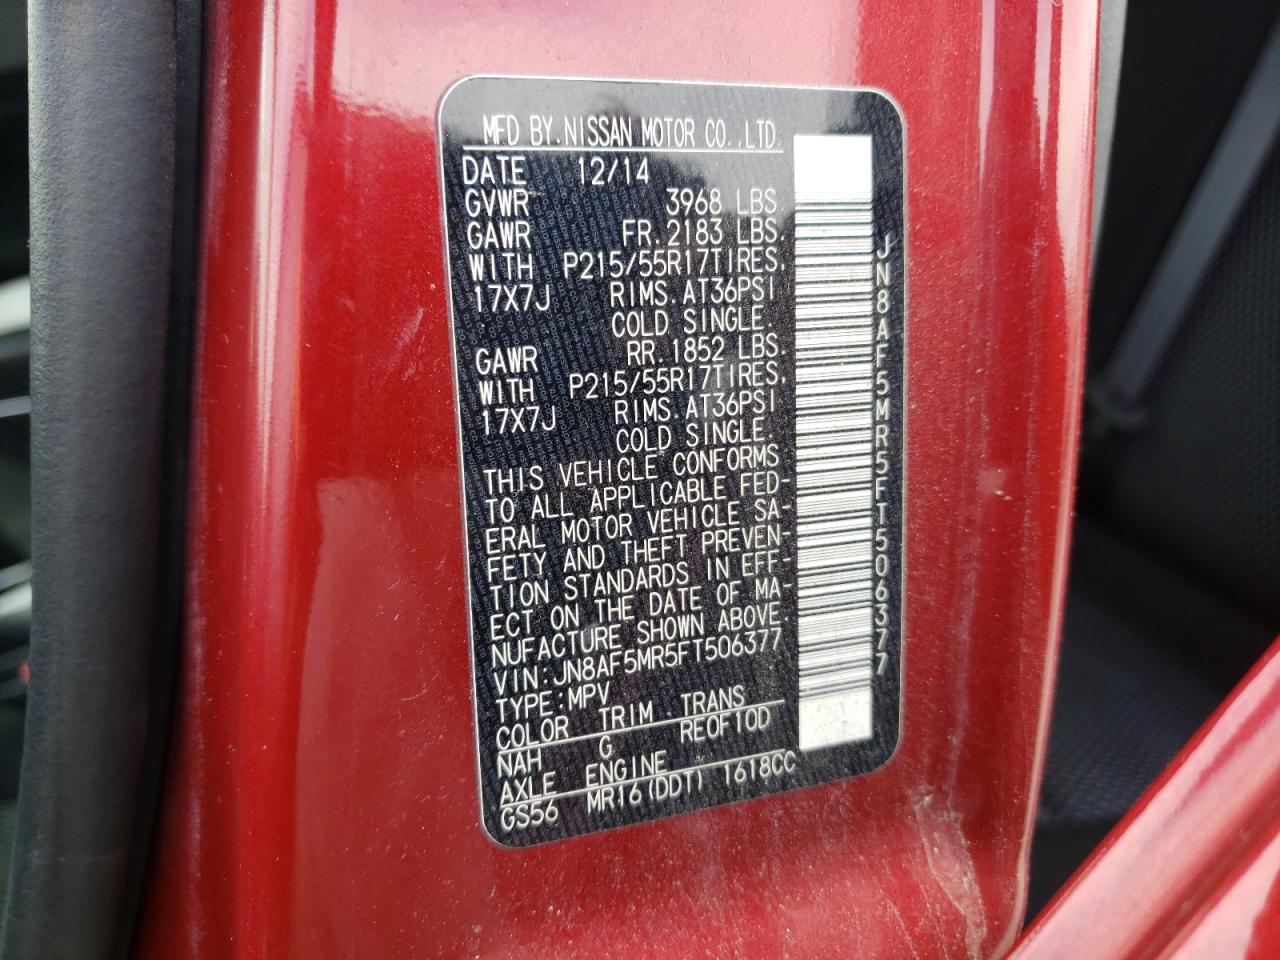 MFD BY.NISSAN MOTOR CO.,LTD.
DATE 12/14
GVWR 3968 LBS.
GAWR FR.2183 LBS.
WITH P215/55R17TIRES.
17X7J RIMS.AT36PSI
COLD SINGLE.
GAWR RR.1852 LBS.
WITH P215/55R17TIRES.
17X7J RIMS.AT36PSI
COLD SINGLE.
THIS VEHICLE CONFORMS
TO ALL APPLICABLE FED-
ERAL MOTOR VEHICLE SA-
FETY AND THEFT PREVEN-
TION STANDARDS IN EFF-
ECT ON THE DATE OF MA-
NUFACTURE SHOWN ABOVE.
VIN:JN8AF5MR5FT506377
TYPE:MPV
COLOR TRIM TRANS
NAH G RE0F10D
AXLE ENGINE
GS56 MR16(DDT) 1618CC
JN8AF5MR5FT506377